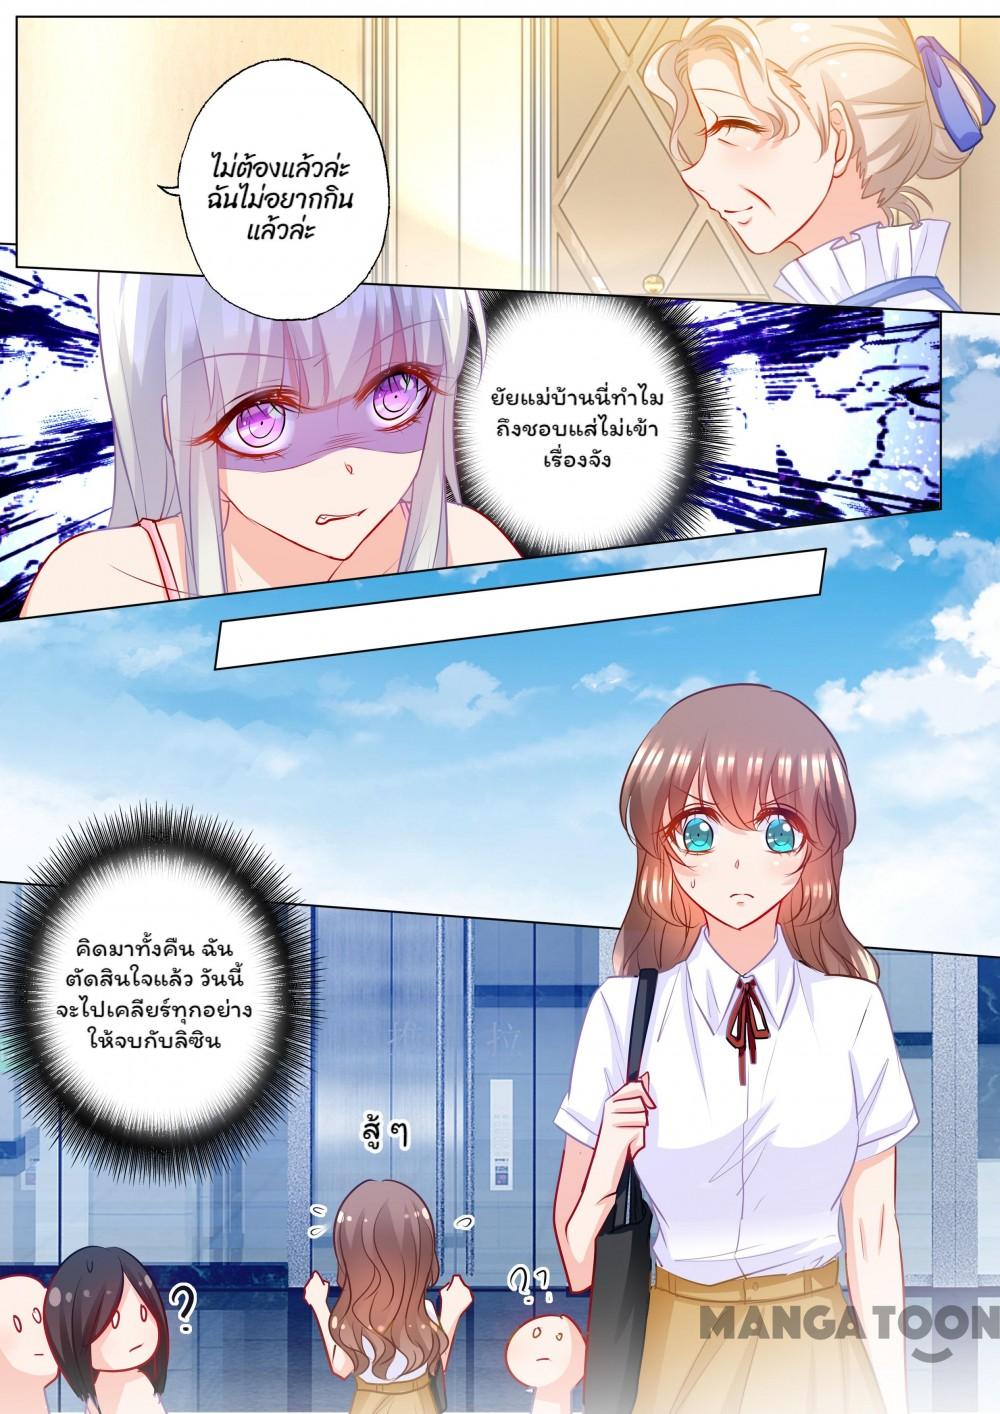 ไม่ต้องแล้วล่ะ
ฉันไม่อยากกิน
แล้วล่ะ
ยัยแม่บ้านนี่ทำไม
ถึงชอบแส่ไม่เข้า
เรื่องจัง
คิดมาทั้งคืน ฉัน
ตัดสินใจแล้ว วันนี้
จะไปเคลียร์ทุกอย่าง
ให้จบกับลิซิน
推 拉
สู้ ๆ
?
??
MANGATOON